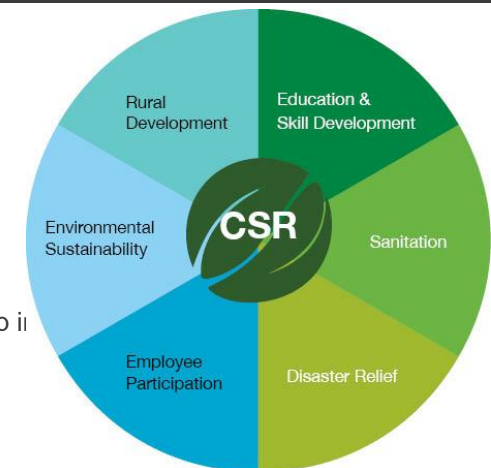 Rural
Development
Education &
Skill Development
Environmental
Sustainability
CSR
Sanitation
Employee
Participation
Disaster Relief